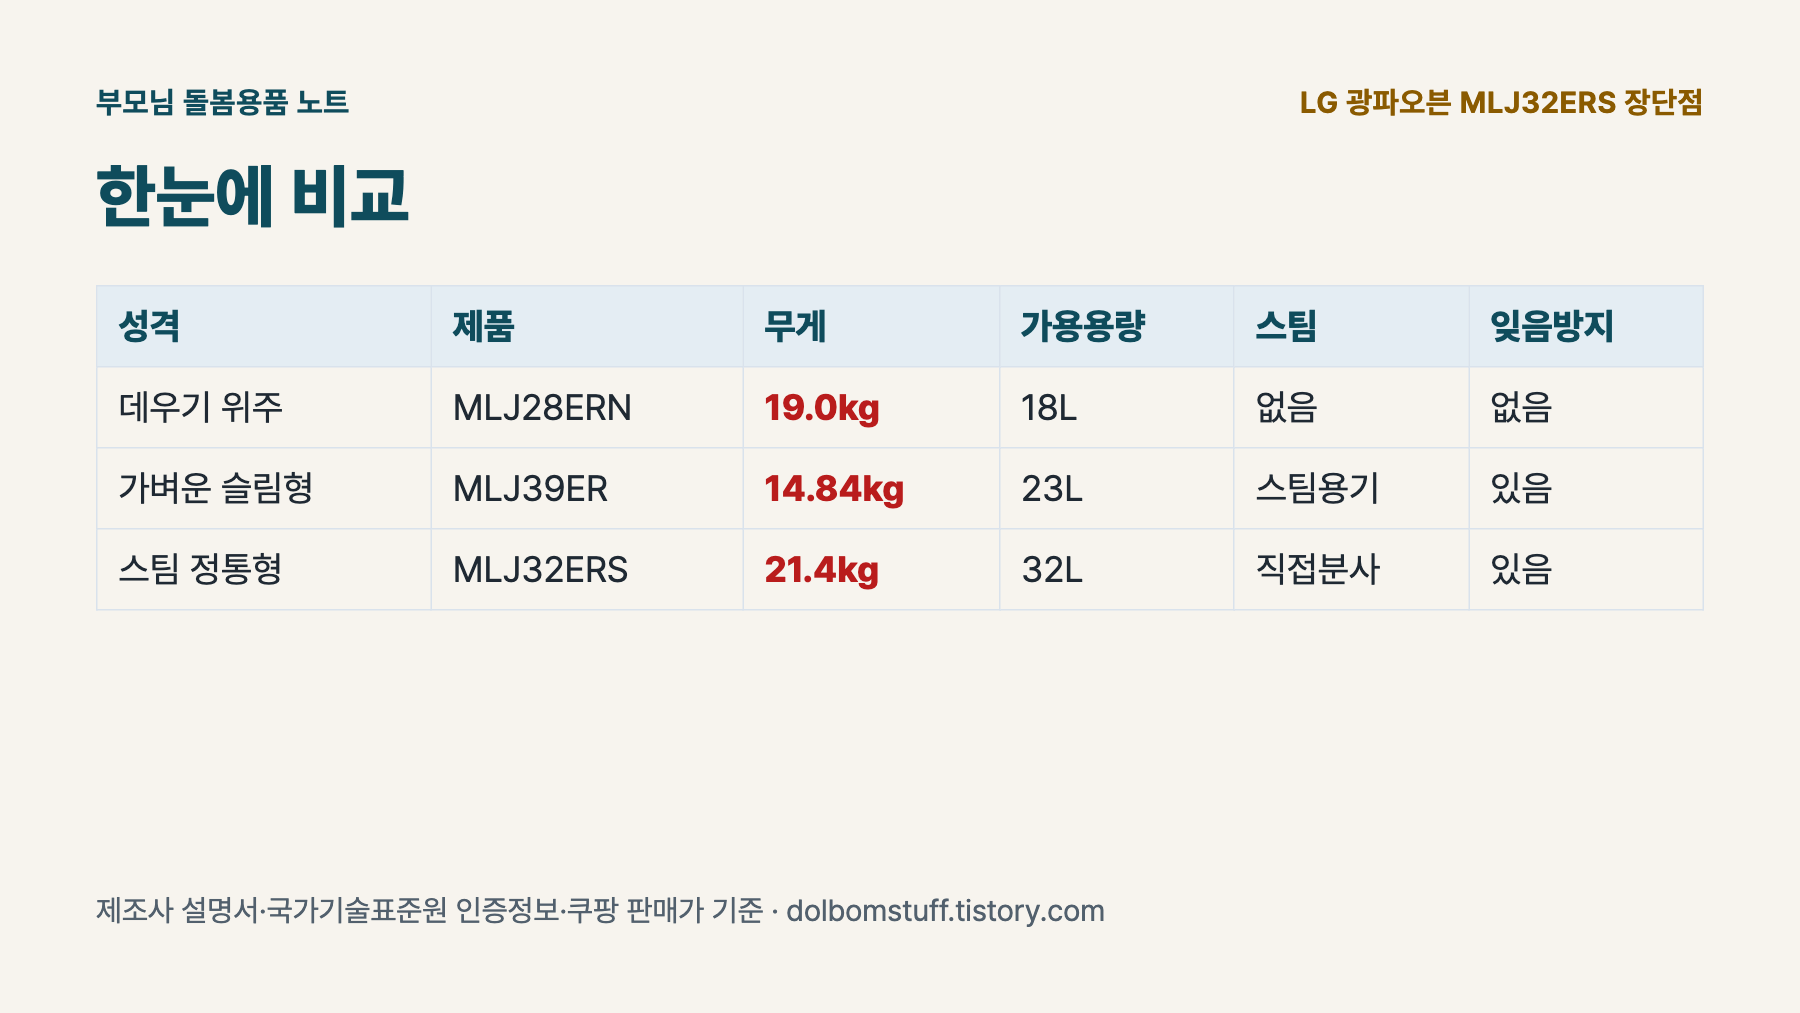 부모님 돌봄용품 노트
LG 광파오븐 MLJ32ERS 장단점
한눈에 비교
성격 제품 무게 가용용량 스팀 잊음방지
데우기 위주 MLJ28ERN 19.0kg 18L 없음 없음
가벼운 슬림형 MLJ39ER 14.84kg 23L 스팀용기 있음
스팀 정통형 MLJ32ERS 21.4kg 32L 직접분사 있음
제조사 설명서·국가기술표준원 인증정보·쿠팡 판매가 기준 · dolbomstuff.tistory.com